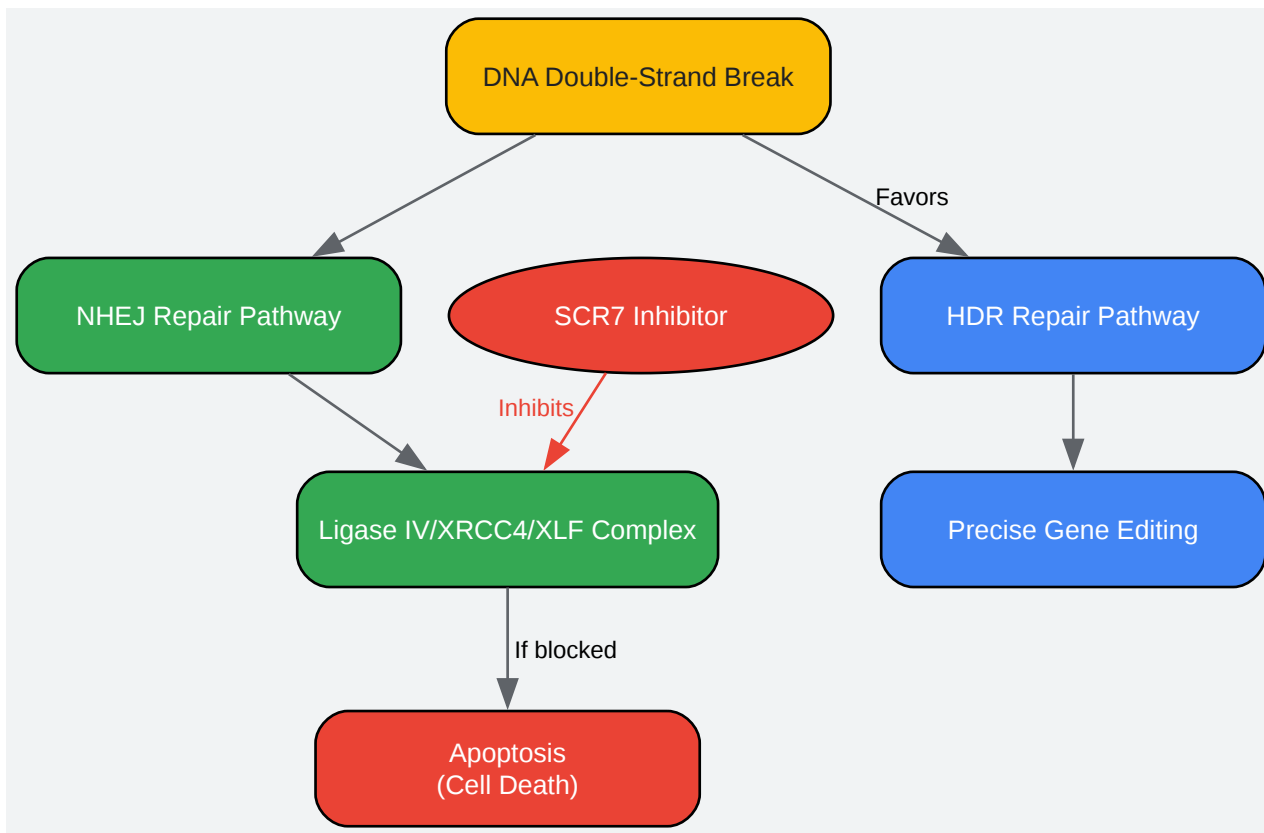 DNA Double-Strand Break
Favors
NHEJ Repair Pathway
SCR7 Inhibitor
HDR Repair Pathway
Inhibits
Ligase IV/XRCC4/XLF Complex
Precise Gene Editing
If blocked
Apoptosis
(Cell Death)